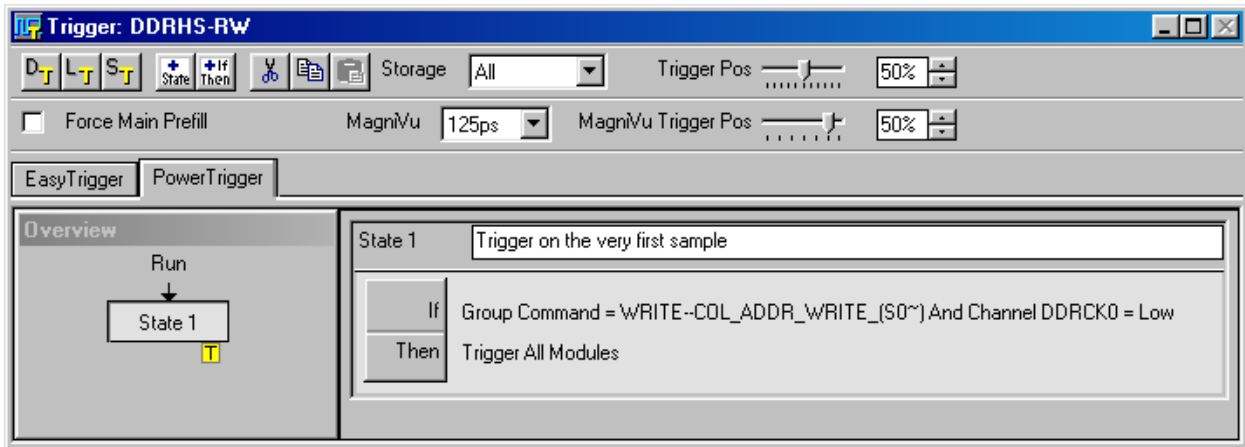 Trigger: DDRHS-RW
D T L T S T State If Then Storage All Trigger Pos 50%
Force Main Prefill MagniVu 125ps MagniVu Trigger Pos 50%
EasyTrigger PowerTrigger
Overview
Run
State 1
T
State 1 Trigger on the very first sample
If Group Command = WRITE--COL_ADDR_WRITE_(S0~) And Channel DDRCK0 = Low
Then Trigger All Modules